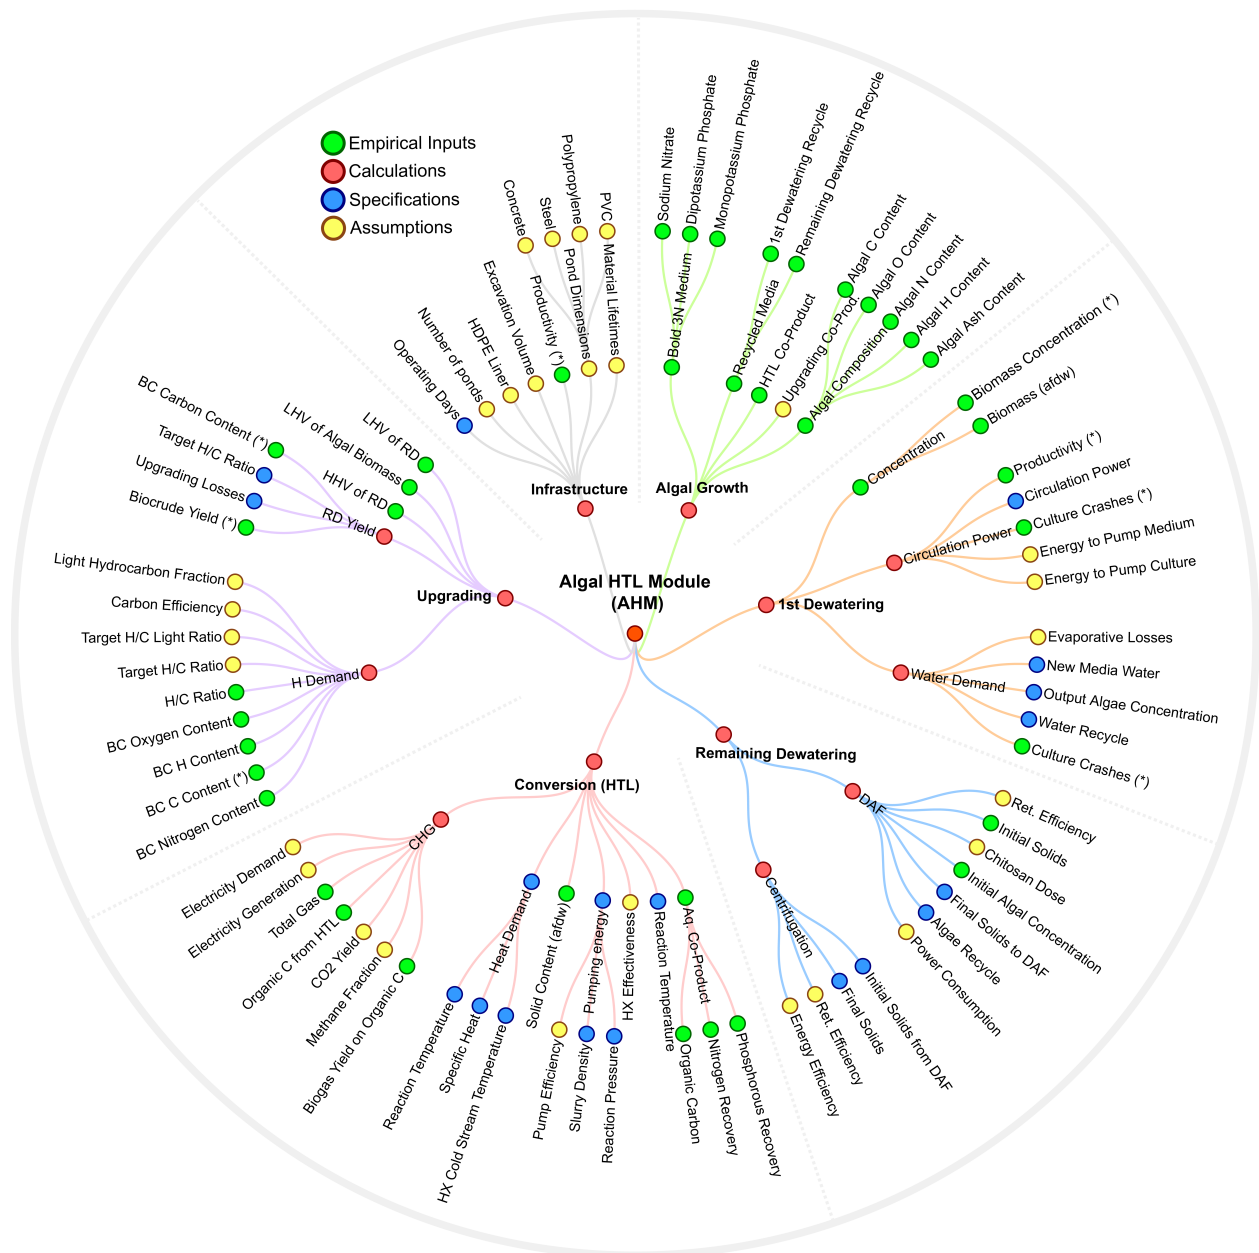 Empirical Inputs
Calculations
Specifications
Assumptions
Algal HTL Module
(AHM)
Infrastructure
Operating Days
Number of ponds
HDPE Liner
Excavation Volume
Productivity (*)
Pond Dimensions
Concrete
Steel
Polypropylene
PVC
Material Lifetimes
Algal Growth
Bold 3N Medium
Sodium Nitrate
Dipotassium Phosphate
Monopotassium Phosphate
Recycled Media
1st Dewatering Recycle
Remaining Dewatering Recycle
HTL Co-Product
Upgrading Co-Prod.
Algal Composition
Algal C Content
Algal O Content
Algal N Content
Algal H Content
Algal Ash Content
1st Dewatering
Concentration
Biomass Concentration (*)
Biomass (afdw)
Circulation Power
Productivity (*)
Circulation Power
Culture Crashes (*)
Energy to Pump Medium
Energy to Pump Culture
Water Demand
Evaporative Losses
New Media Water
Output Algae Concentration
Water Recycle
Culture Crashes (*)
Remaining Dewatering
DAF
Ret. Efficiency
Initial Solids
Chitosan Dose
Initial Algal Concentration
Final Solids to DAF
Algae Recycle
Power Consumption
Centrifugation
Initial Solids from DAF
Final Solids
Ret. Efficiency
Energy Efficiency
Conversion (HTL)
Aq. Co-Product
Phosphorous Recovery
Nitrogen Recovery
Organic Carbon
Reaction Temperature
HX Effectiveness
Pumping energy
Reaction Pressure
Slurry Density
Pump Efficiency
Solid Content (afdw)
Heat Demand
HX Cold Stream Temperature
Specific Heat
Reaction Temperature
CHG
Biogas Yield on Organic C
Methane Fraction
CO2 Yield
Organic C from HTL
Total Gas
Electricity Generation
Electricity Demand
Upgrading
H Demand
BC Nitrogen Content
BC C Content (*)
BC H Content
BC Oxygen Content
H/C Ratio
Target H/C Ratio
Target H/C Light Ratio
Carbon Efficiency
Light Hydrocarbon Fraction
RD Yield
Biocrude Yield (*)
Upgrading Losses
Target H/C Ratio
BC Carbon Content (*)
HHV of RD
LHV of Algal Biomass
LHV of RD